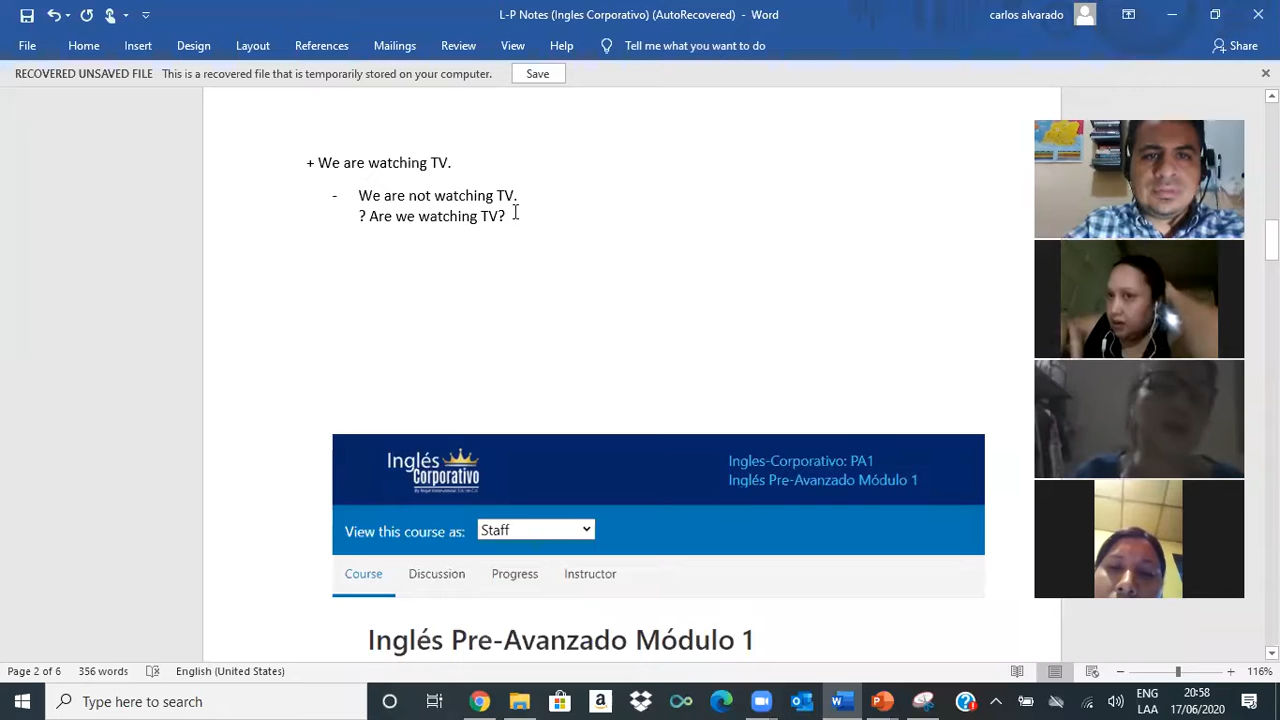 L-P Notes (Ingles Corporativo) (AutoRecovered) - Word
carlos alvarado
File Home Insert Design Layout References Mailings Review View Help Tell me what you want to do Share
RECOVERED UNSAVED FILE This is a recovered file that is temporarily stored on your computer. Save
+ We are watching TV.
- We are not watching TV.
? Are we watching TV?
Inglés Corporativo
Ingles-Corporativo: PA1
Inglés Pre-Avanzado Módulo 1
View this course as: Staff
Course Discussion Progress Instructor
Inglés Pre-Avanzado Módulo 1
Page 2 of 6 356 words English (United States) 116%
Type here to search
ENG 20:58
LAA 17/06/2020